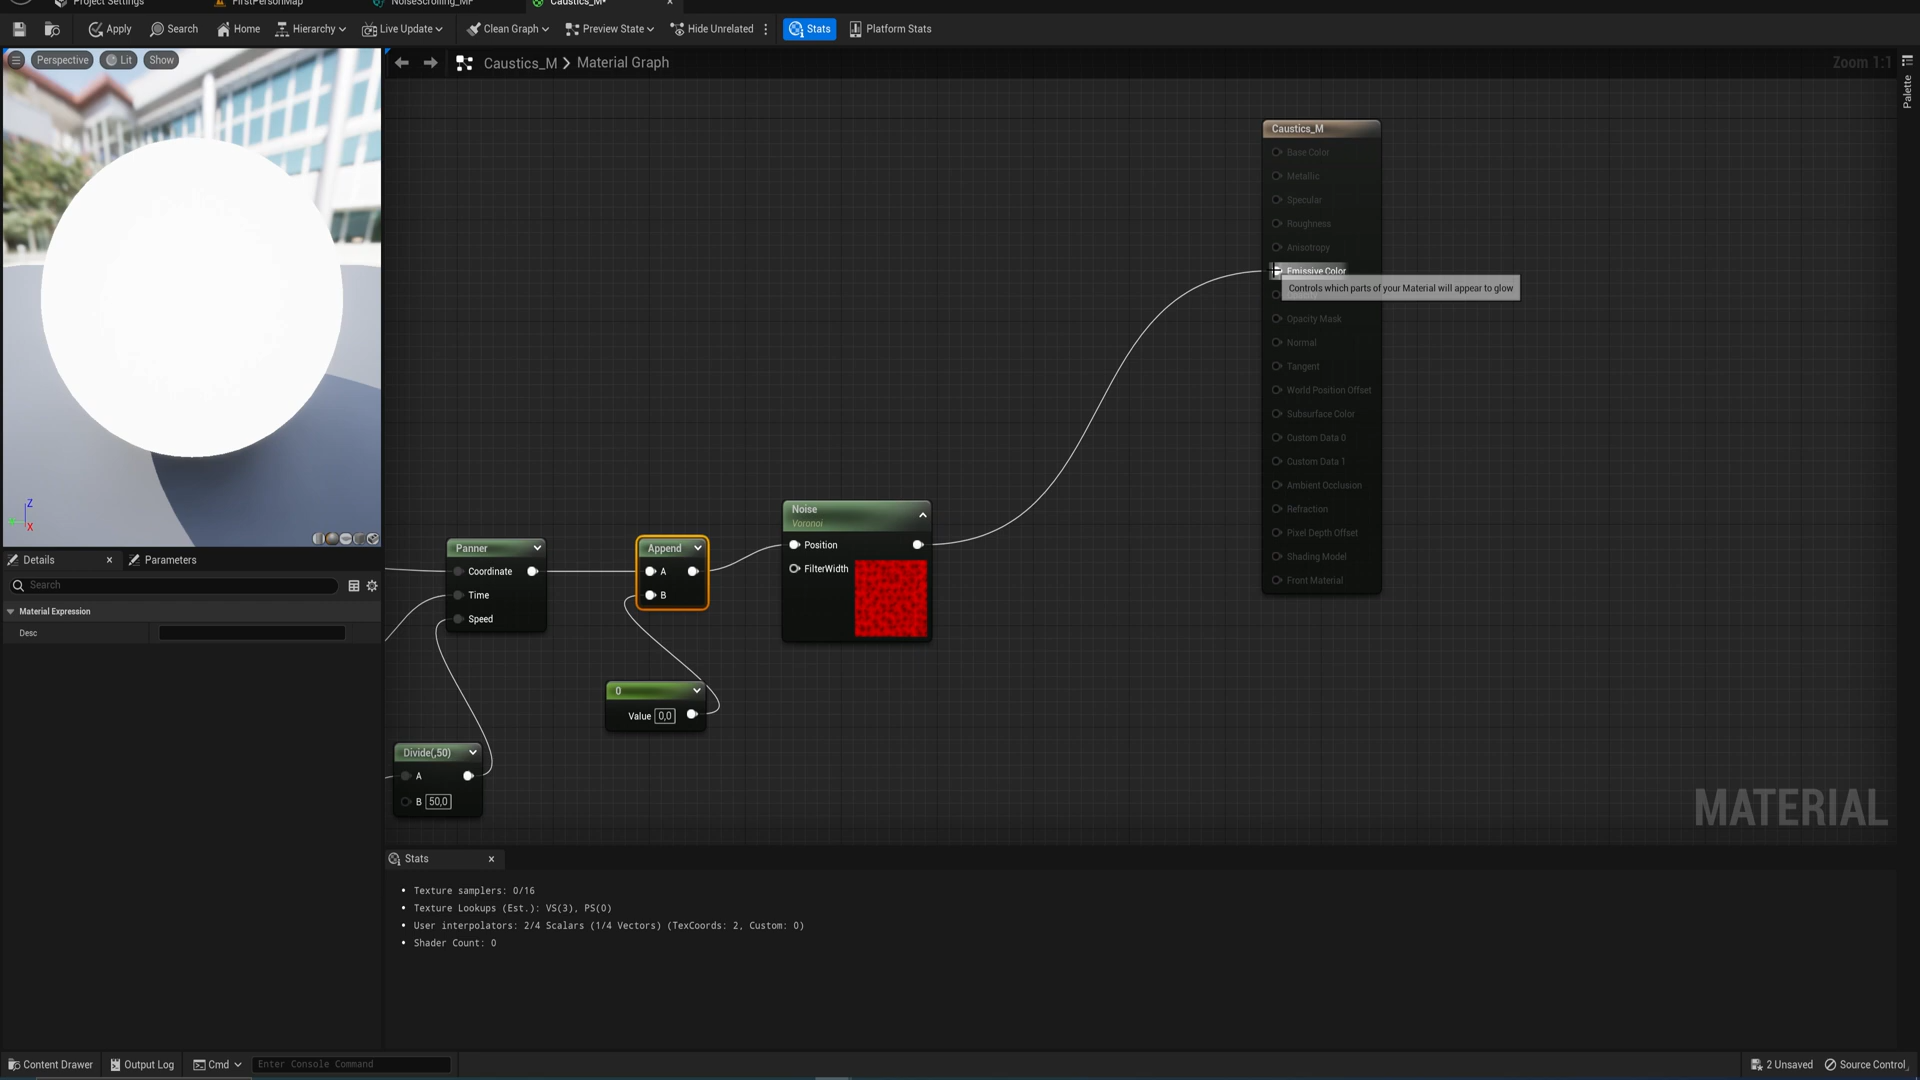 Project Settings
FirstPersonMap
NoiseScrolling_MF
Caustics_M*
Apply
Search
Home
Hierarchy
Live Update
Clean Graph
Preview State
Hide Unrelated
Stats
Platform Stats
Perspective
Lit
Show
Caustics_M > Material Graph
Zoom 1:1
Palette
Caustics_M
Base Color
Metallic
Specular
Roughness
Anisotropy
Emissive Color
Controls which parts of your Material will appear to glow
Opacity Mask
Normal
Tangent
World Position Offset
Subsurface Color
Custom Data 0
Custom Data 1
Ambient Occlusion
Refraction
Pixel Depth Offset
Shading Model
Front Material
Z
X
Noise
Voronoi
Position
FilterWidth
Panner
Coordinate
Time
Speed
Append
A
B
0
Value 0,0
Divide(,50)
A
B 50,0
Details
Parameters
Search
Material Expression
Desc
MATERIAL
Stats
Texture samplers: 0/16
Texture Lookups (Est.): VS(3), PS(0)
User interpolators: 2/4 Scalars (1/4 Vectors) (TexCoords: 2, Custom: 0)
Shader Count: 0
Content Drawer
Output Log
Cmd
Enter Console Command
2 Unsaved
Source Control